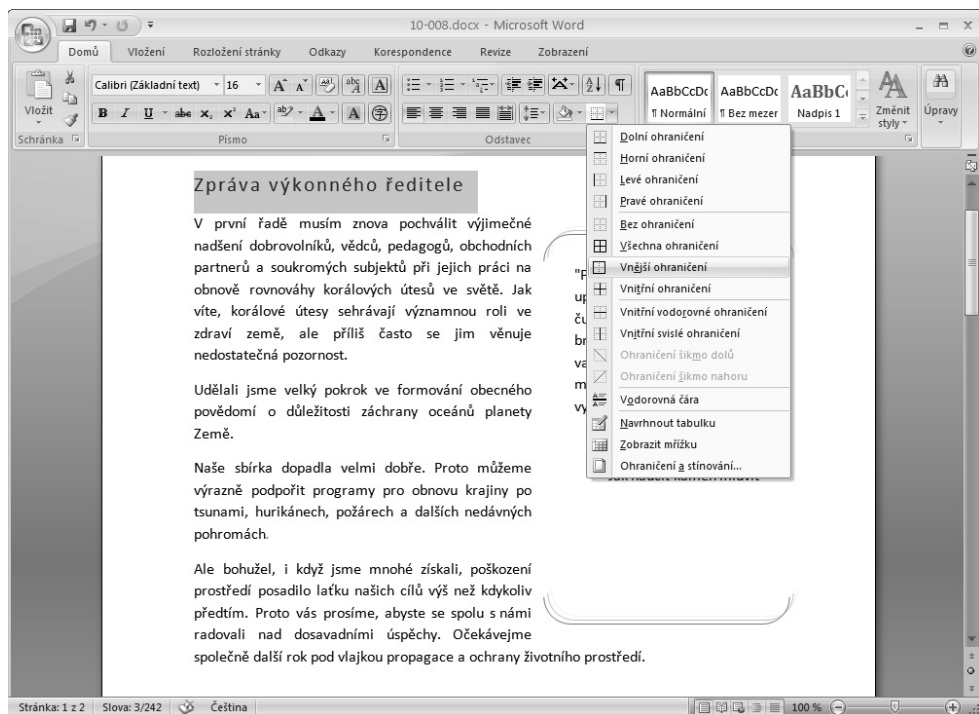 10-008.docx - Microsoft Word
Domů Vložení Rozložení stránky Odkazy Korespondence Revize Zobrazení
Vložit
Calibri (Základní text) 16
B I U abe x₂ x² Aa
AaBbCcDc AaBbCcDc AaBbC
¶ Normální ¶ Bez mezer Nadpis 1
Změnit styly
Úpravy
Schránka Písmo Odstavec
Dolní ohraničení
Horní ohraničení
Levé ohraničení
Pravé ohraničení
Bez ohraničení
Všechna ohraničení
Vnější ohraničení
Vnitřní ohraničení
Vnitřní vodorovné ohraničení
Vnitřní svislé ohraničení
Ohraničení šikmo dolů
Ohraničení šikmo nahoru
Vodorovná čára
Navrhnout tabulku
Zobrazit mřížku
Ohraničení a stínování...
Zpráva výkonného ředitele
V první řadě musím znova pochválit výjimečné
nadšení dobrovolníků, vědců, pedagogů, obchodních
partnerů a soukromých subjektů při jejich práci na
obnově rovnováhy korálových útesů ve světě. Jak
víte, korálové útesy sehrávají významnou roli ve
zdraví země, ale příliš často se jim věnuje
nedostatečná pozornost.
Udělali jsme velký pokrok ve formování obecného
povědomí o důležitosti záchrany oceánů planety
Země.
Naše sbírka dopadla velmi dobře. Proto můžeme
výrazně podpořit programy pro obnovu krajiny po
tsunami, hurikánech, požárech a dalších nedávných
pohromách.
Ale bohužel, i když jsme mnohé získali, poškození
prostředí posadilo laťku našich cílů výš než kdykoliv
předtím. Proto vás prosíme, abyste se spolu s námi
radovali nad dosavadními úspěchy. Očekávejme
společně další rok pod vlajkou propagace a ochrany životního prostředí.
Stránka: 1 z 2 Slova: 3/242 Čeština 100 %